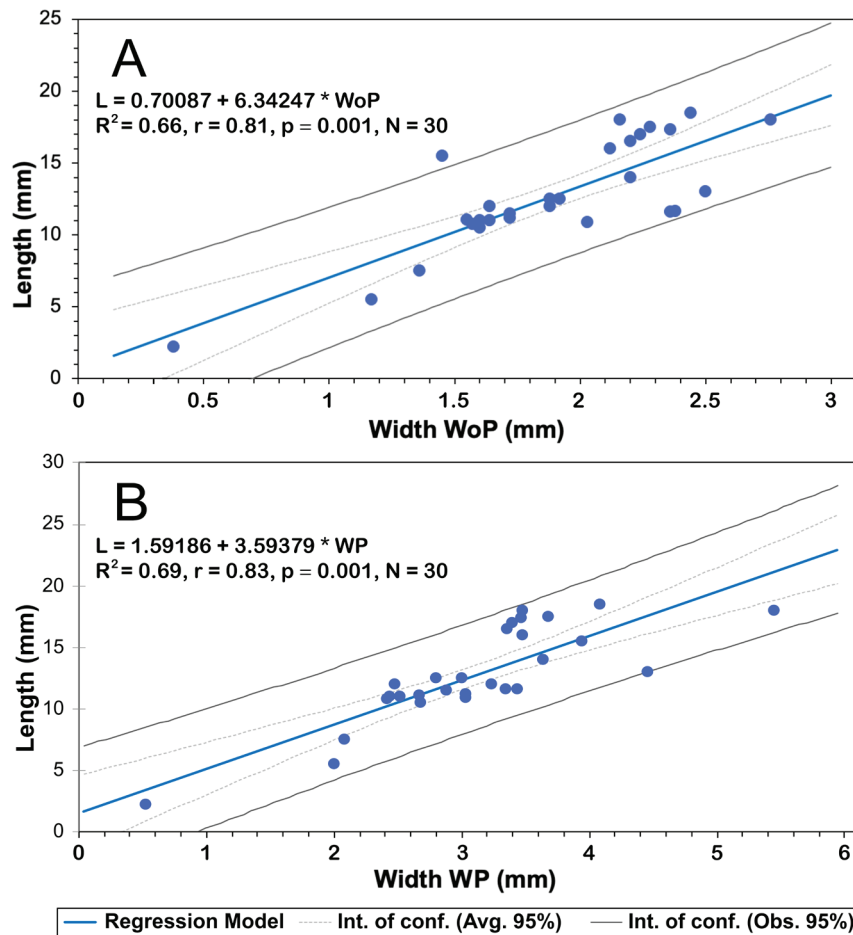 A
L = 0.70087 + 6.34247 * WoP
R² = 0.66, r = 0.81, p = 0.001, N = 30
Length (mm)
25
20
15
10
5
0
0 0.5 1 1.5 2 2.5 3
Width WoP (mm)
B
L = 1.59186 + 3.59379 * WP
R² = 0.69, r = 0.83, p = 0.001, N = 30
Length (mm)
30
25
20
15
10
5
0
0 1 2 3 4 5 6
Width WP (mm)
Regression Model Int. of conf. (Avg. 95%) Int. of conf. (Obs. 95%)